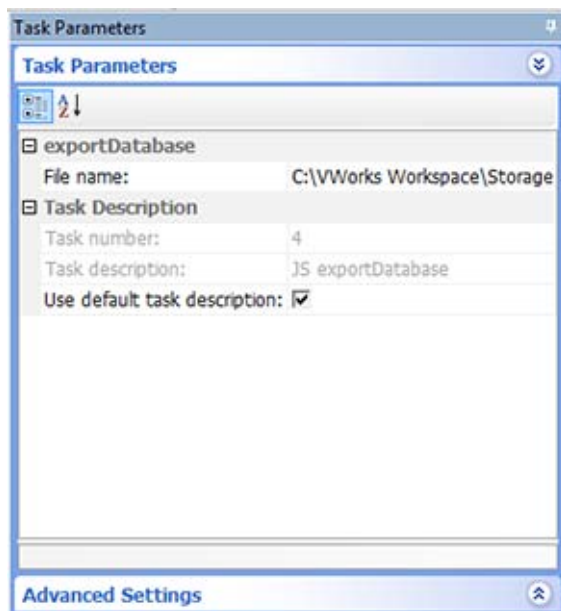 Task Parameters
Task Parameters
A
Z
exportDatabase
File name: C:\VWorks Workspace\Storage
Task Description
Task number: 4
Task description: JS exportDatabase
Use default task description:
Advanced Settings